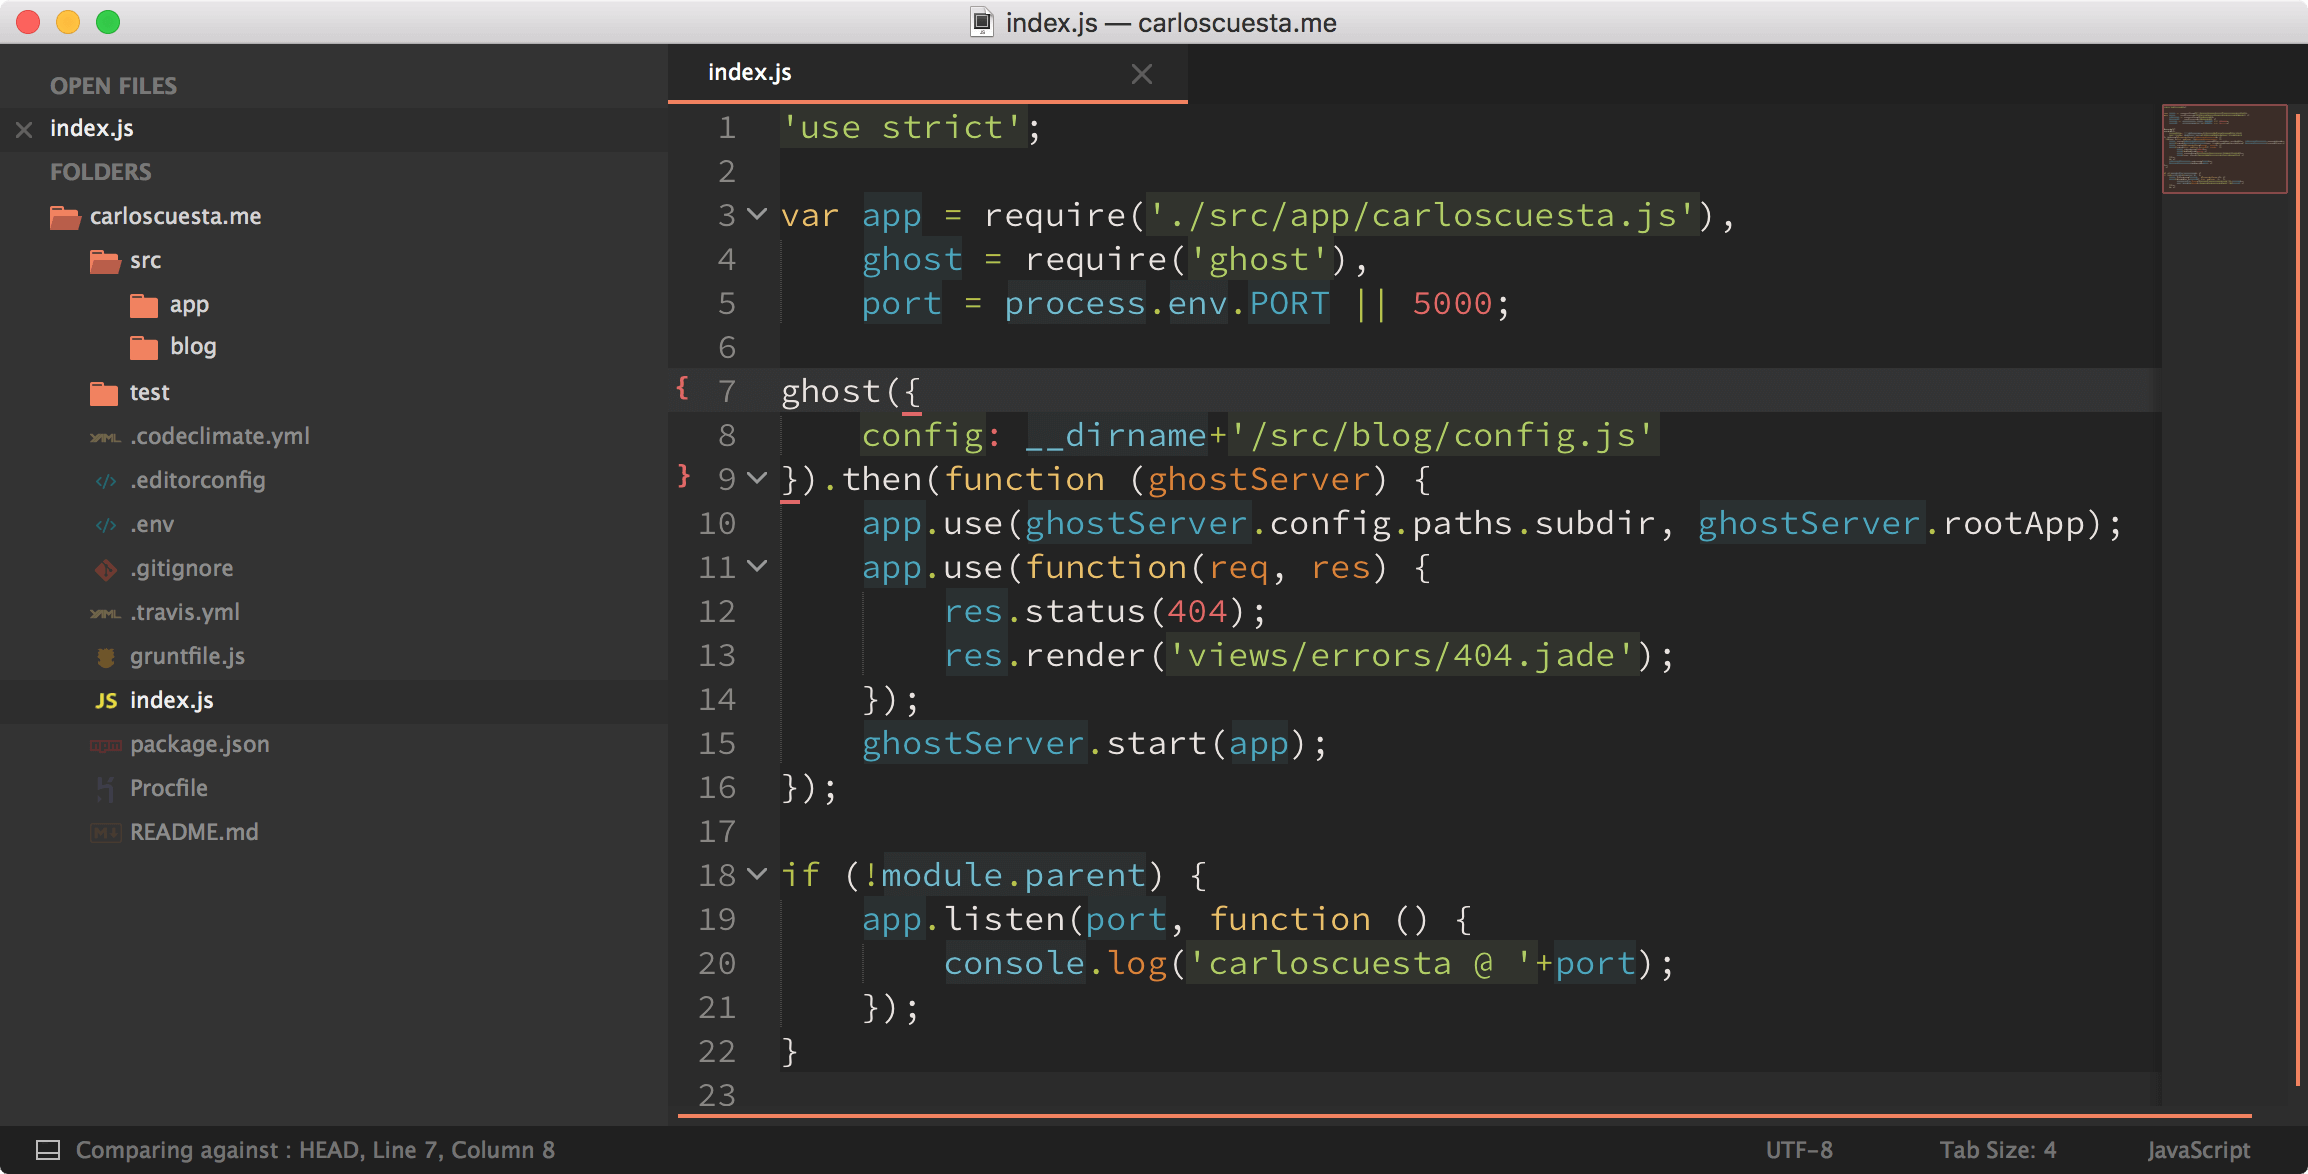 index.js — carloscuesta.me
OPEN FILES
index.js
FOLDERS
carloscuesta.me
src
app
blog
test
.codeclimate.yml
.editorconfig
.env
.gitignore
.travis.yml
gruntfile.js
JS index.js
package.json
Procfile
README.md
index.js
1 'use strict';
2
3 var app = require('./src/app/carloscuesta.js'),
4 ghost = require('ghost'),
5 port = process.env.PORT || 5000;
6
{ 7 ghost({
8 config: __dirname+'/src/blog/config.js'
} 9 }).then(function (ghostServer) {
10 app.use(ghostServer.config.paths.subdir, ghostServer.rootApp);
11 app.use(function(req, res) {
12 res.status(404);
13 res.render('views/errors/404.jade');
14 });
15 ghostServer.start(app);
16 });
17
18 if (!module.parent) {
19 app.listen(port, function () {
20 console.log('carloscuesta @ '+port);
21 });
22 }
23
Comparing against : HEAD, Line 7, Column 8
UTF-8
Tab Size: 4
JavaScript